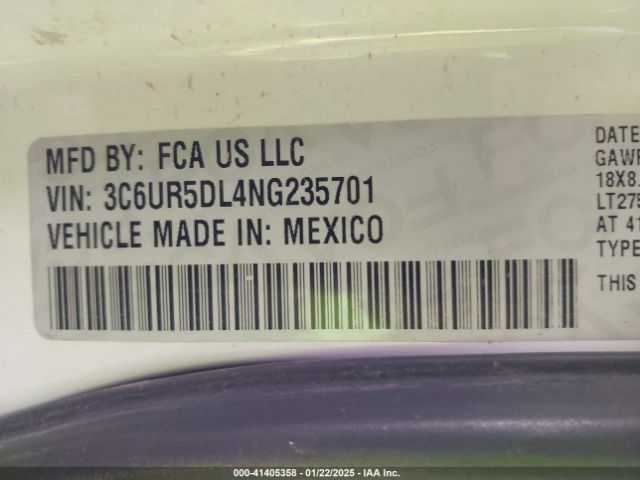 MFD BY: FCA US LLC
VIN: 3C6UR5DL4NG235701
VEHICLE MADE IN: MEXICO
DATE
GAWR
18X8.
LT275
AT 41
TYPE
THIS
000-41405358 - 01/22/2025 - IAA Inc.